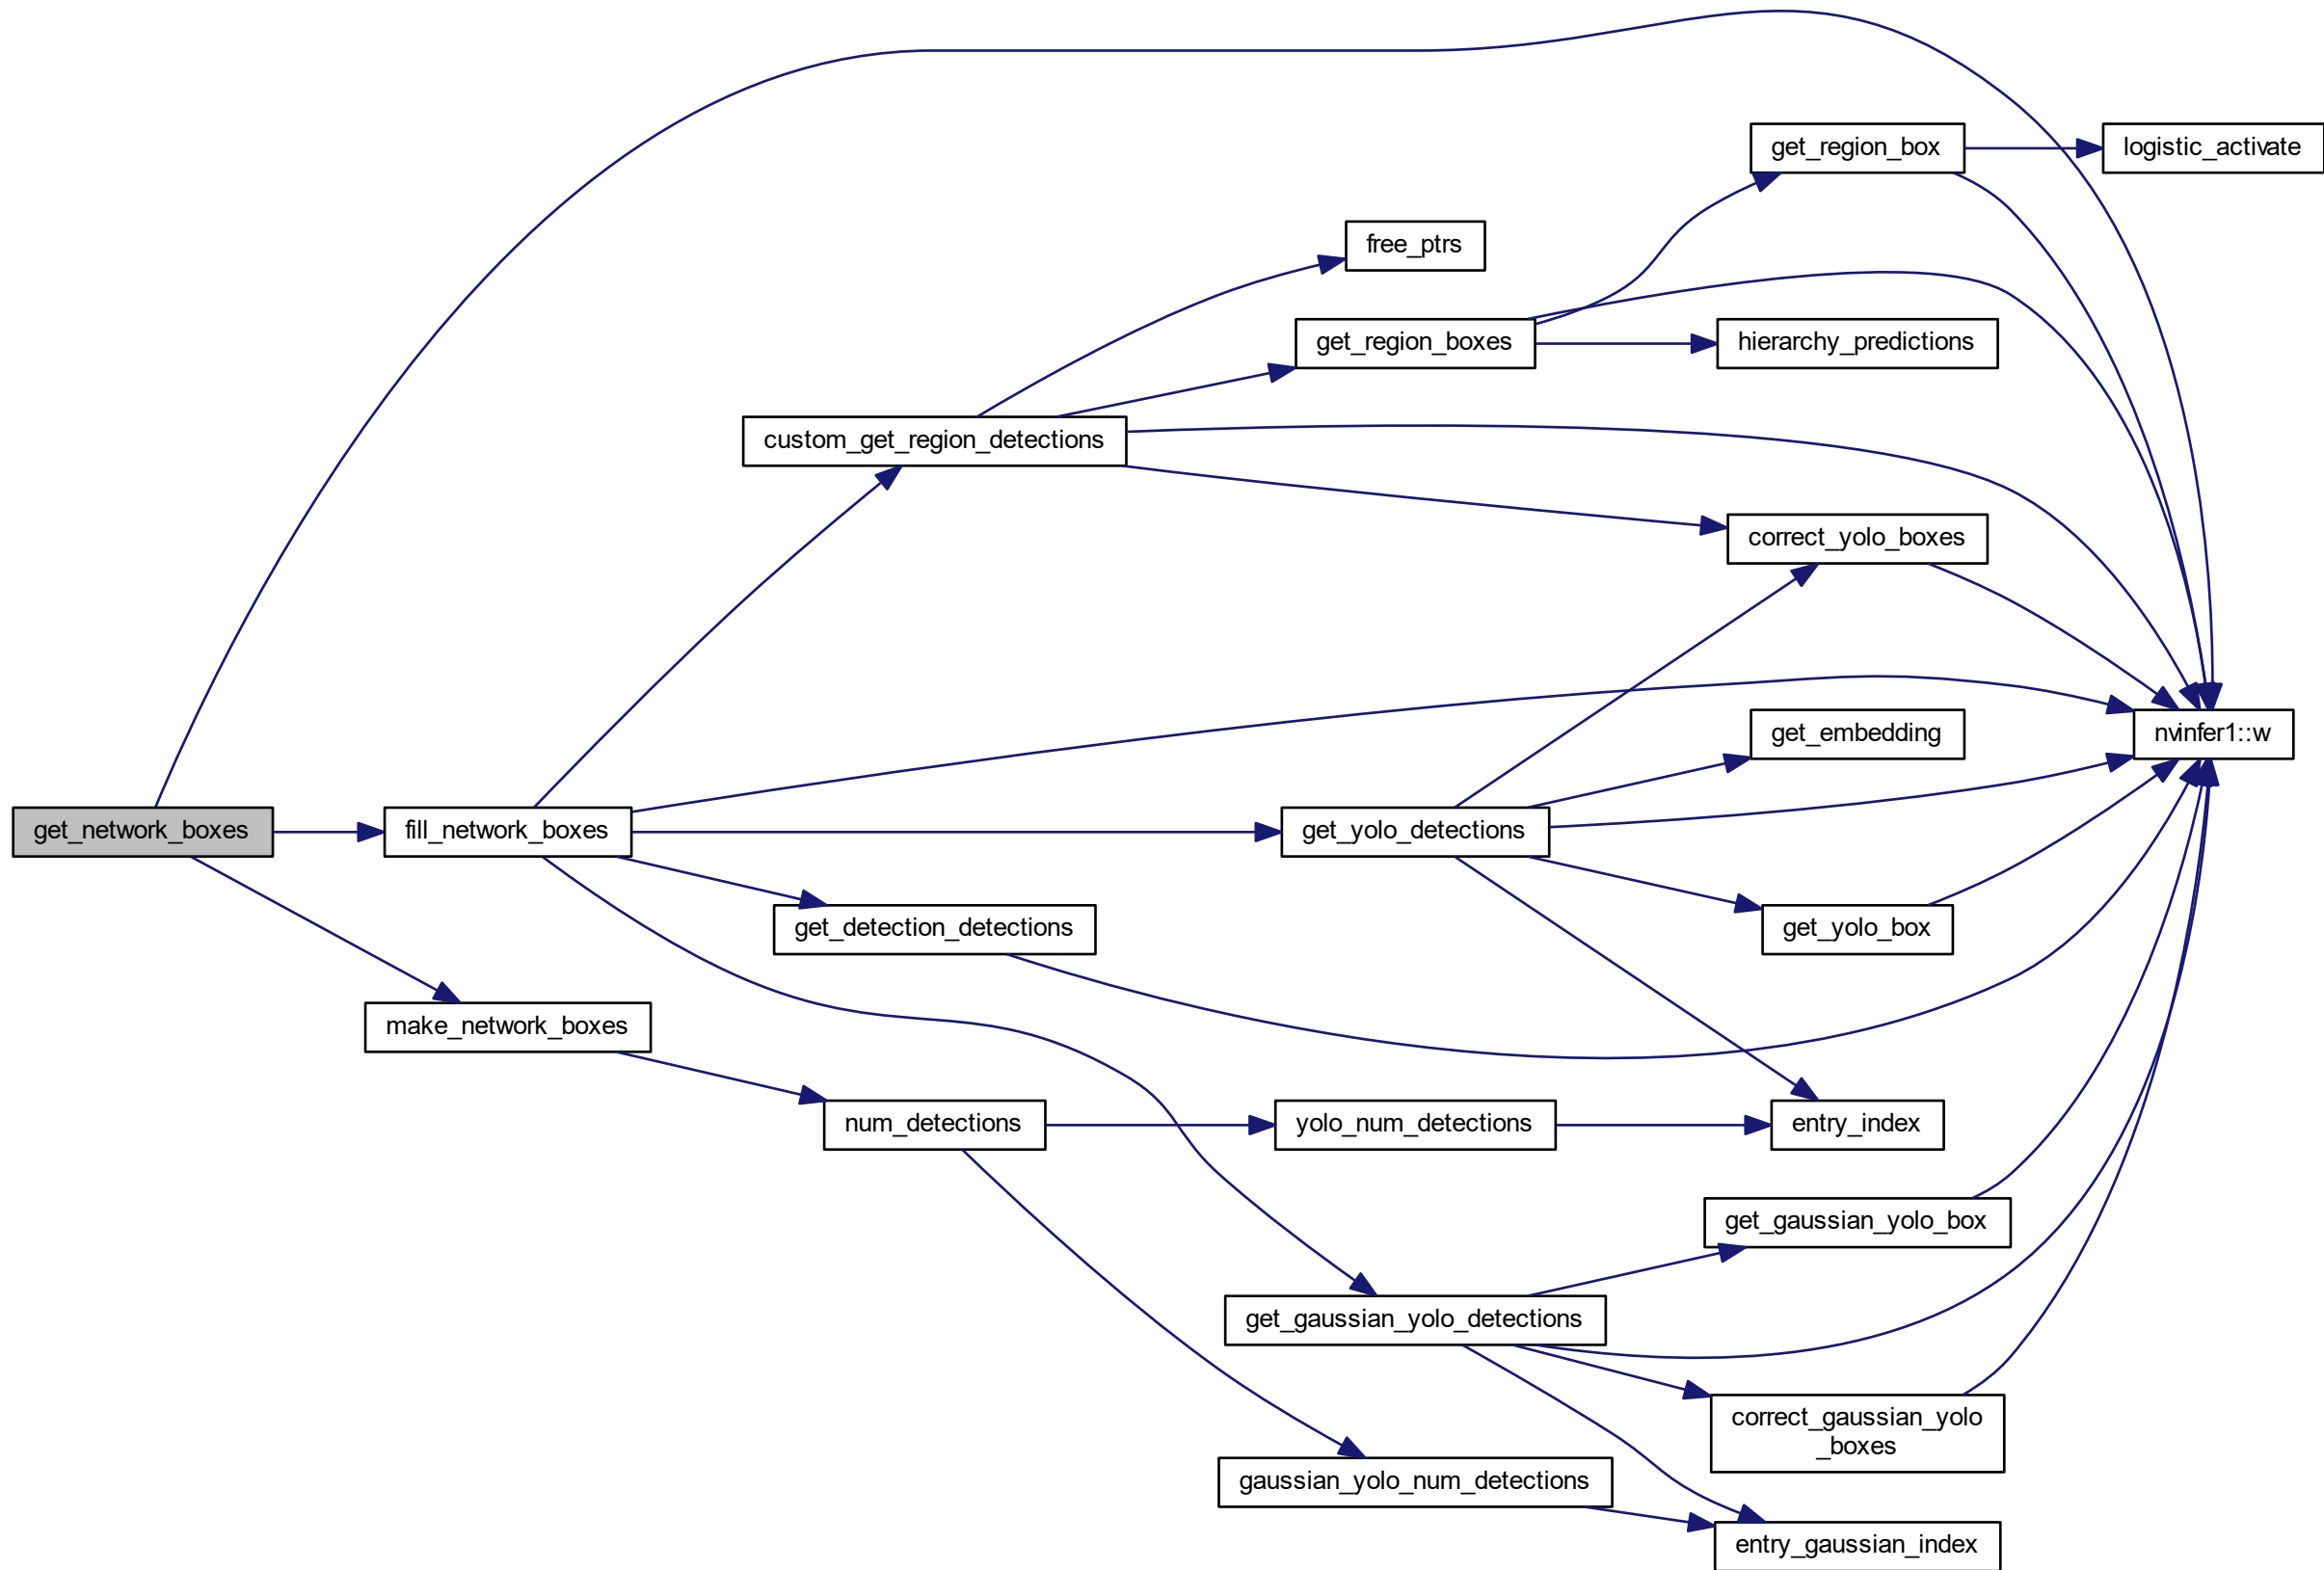 get_region_box
logistic_activate
free_ptrs
get_region_boxes
hierarchy_predictions
custom_get_region_detections
correct_yolo_boxes
get_embedding
nvinfer1::w
get_network_boxes
fill_network_boxes
get_yolo_detections
get_detection_detections
get_yolo_box
make_network_boxes
num_detections
yolo_num_detections
entry_index
get_gaussian_yolo_box
get_gaussian_yolo_detections
correct_gaussian_yolo
_boxes
gaussian_yolo_num_detections
entry_gaussian_index